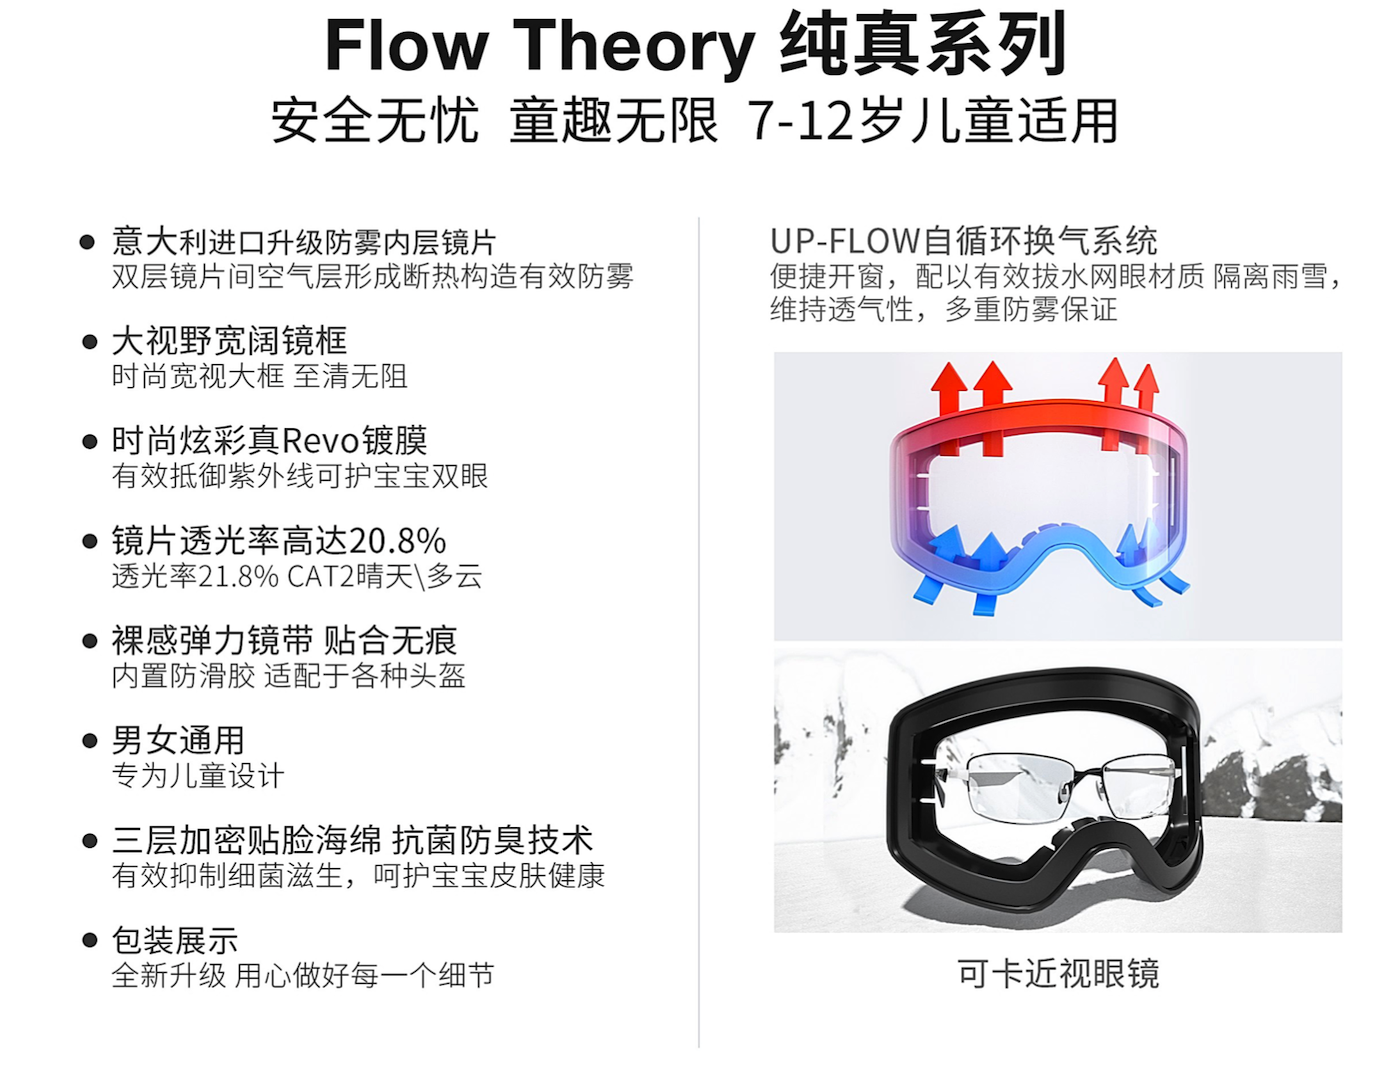 Flow Theory 纯真系列
安全无忧 童趣无限 7-12岁儿童适用
意大利进口升级防雾内层镜片
双层镜片间空气层形成断热构造有效防雾
大视野宽阔镜框
时尚宽视大框 至清无阻
时尚炫彩真Revo镀膜
有效抵御紫外线可护宝宝双眼
镜片透光率高达20.8%
透光率21.8% CAT2晴天\多云
裸感弹力镜带 贴合无痕
内置防滑胶 适配于各种头盔
男女通用
专为儿童设计
三层加密贴脸海绵 抗菌防臭技术
有效抑制细菌滋生，呵护宝宝皮肤健康
包装展示
全新升级 用心做好每一个细节
UP-FLOW自循环换气系统
便捷开窗，配以有效拔水网眼材质 隔离雨雪，
维持透气性，多重防雾保证
可卡近视眼镜